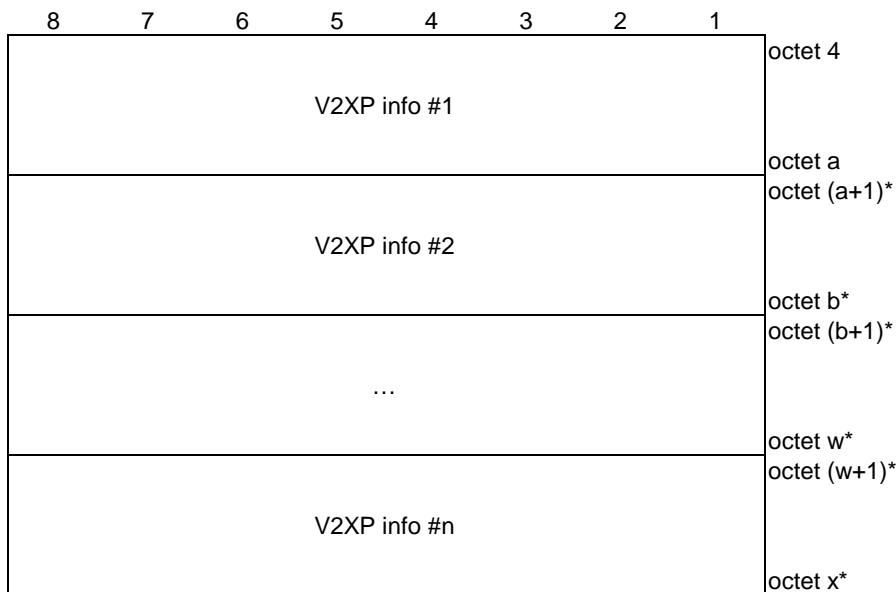 8 7 6 5 4 3 2 1
octet 4
V2XP info #1
octet a
octet (a+1)*
V2XP info #2
octet b*
octet (b+1)*
…
octet w*
octet (w+1)*
V2XP info #n
octet x*